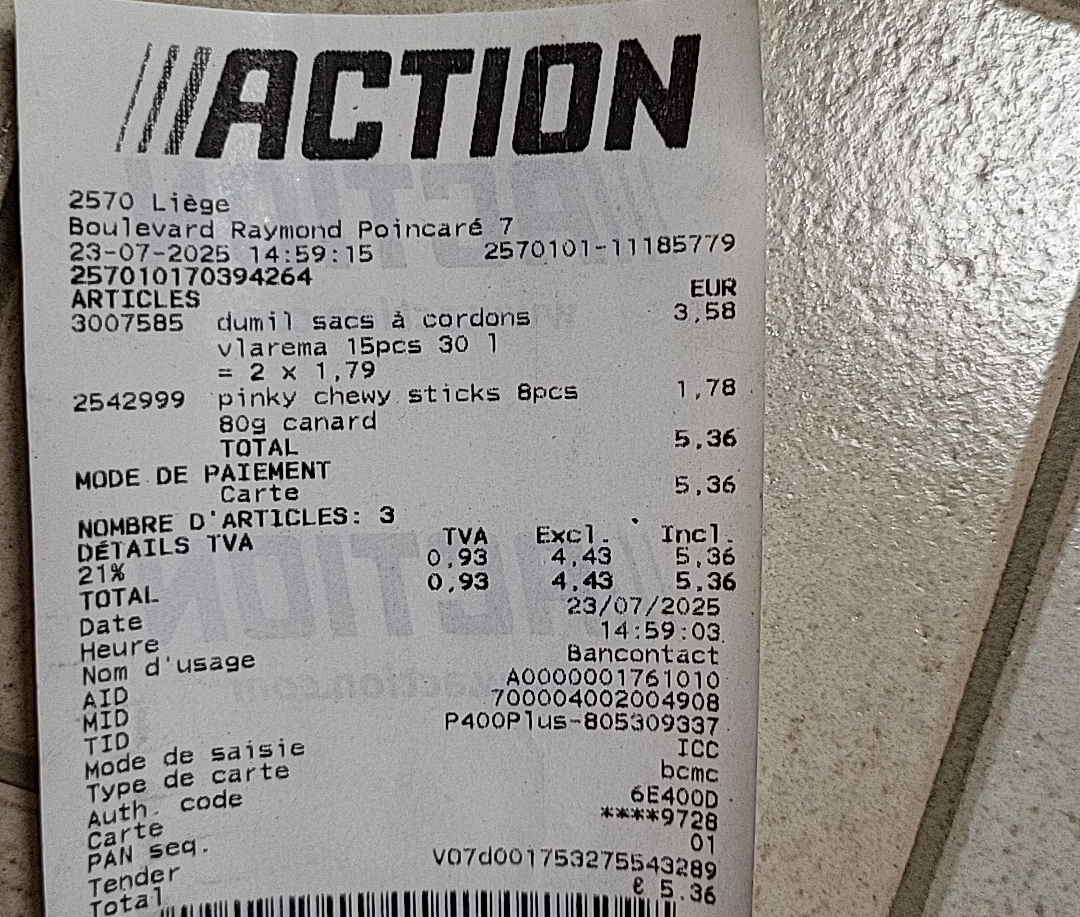 ACTION
2570 Liège
Boulevard Raymond Poincaré 7
23-07-2025 14:59:15 2570101-11185779
257010170394264
ARTICLES EUR
3007585 dumil sacs à cordons 3,58
vlarema 15pcs 30 l
= 2 x 1,79
2542999 pinky chewy sticks 8pcs 1,78
80g canard
TOTAL 5,36
MODE DE PAIEMENT
Carte 5,36
NOMBRE D'ARTICLES: 3
DÉTAILS TVA TVA Excl. Incl.
21% 0,93 4,43 5,36
TOTAL 0,93 4,43 5,36
Date 23/07/2025
Heure 14:59:03
Nom d'usage Bancontact
AID A0000001761010
MID 700004002004908
TID P400Plus-805309337
Mode de saisie ICC
Type de carte bcmc
Auth. code 6E400D
Carte ****9728
PAN seq. 01
Tender V07d001753275543289
Total € 5.36